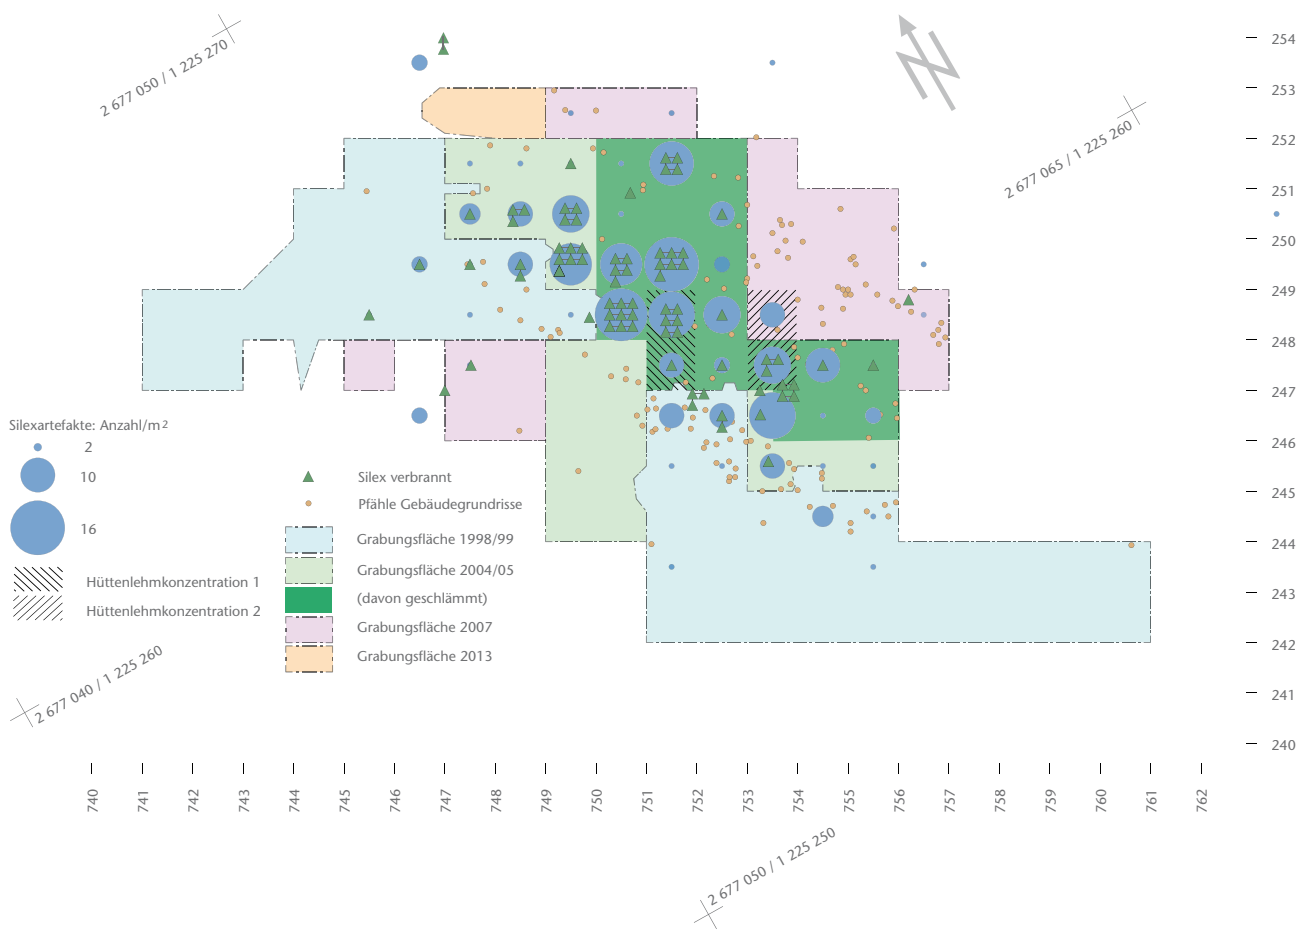 2 677 050 / 1 225 270
2 677 065 / 1 225 260
254
253
252
251
250
249
248
247
246
245
244
243
242
241
240
Silexartefakte: Anzahl/m²
2
10
16
Hüttenlehmkonzentration 1
Hüttenlehmkonzentration 2
Silex verbrannt
Pfähle Gebäudegrundrisse
Grabungsfläche 1998/99
Grabungsfläche 2004/05
(davon geschlämmt)
Grabungsfläche 2007
Grabungsfläche 2013
2 677 040 / 1 225 260
740 741 742 743 744 745 746 747 748 749 750 751 752 753 754 755 756 757 758 759 760 761 762
2 677 050 / 1 225 250